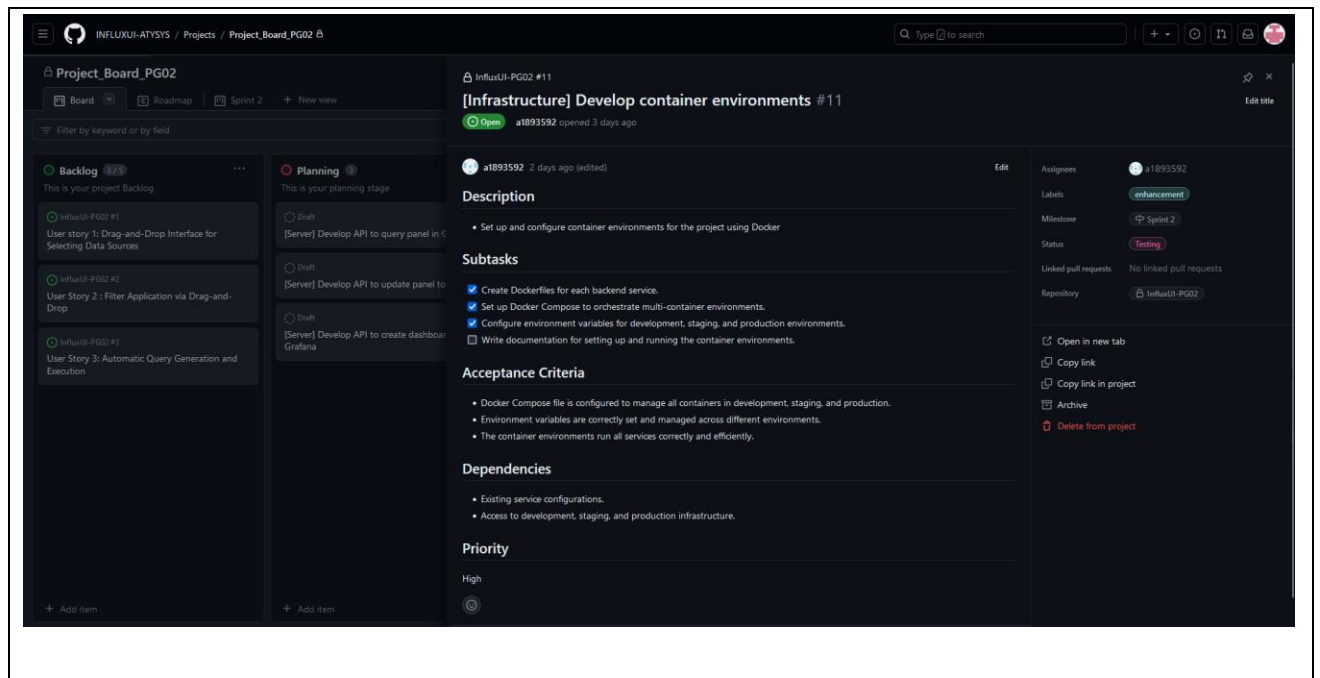 INFLUXUI-ATYSYS / Projects / Project_Board_PG02
Type / to search
Project_Board_PG02
Board
Roadmap
Sprint 2
+ New view
Filter by keyword or by field
Backlog 3/5
This is your project Backlog
InfluxUI-PG02 #1
User story 1: Drag-and-Drop Interface for
Selecting Data Sources
InfluxUI-PG02 #2
User Story 2 : Filter Application via Drag-and-
Drop
InfluxUI-PG02 #3
User Story 3: Automatic Query Generation and
Execution
+ Add item
Planning 3
This is your planning stage
Draft
[Server] Develop API to query panel in G
Draft
[Server] Develop API to update panel to
Draft
[Server] Develop API to create dashboar
Grafana
+ Add item
InfluxUI-PG02 #11
[Infrastructure] Develop container environments #11
Edit title
Open
a1893592 opened 3 days ago
a1893592 2 days ago (edited)
Edit
Description
• Set up and configure container environments for the project using Docker
Subtasks
Create Dockerfiles for each backend service.
Set up Docker Compose to orchestrate multi-container environments.
Configure environment variables for development, staging, and production environments.
Write documentation for setting up and running the container environments.
Acceptance Criteria
• Docker Compose file is configured to manage all containers in development, staging, and production.
• Environment variables are correctly set and managed across different environments.
• The container environments run all services correctly and efficiently.
Dependencies
• Existing service configurations.
• Access to development, staging, and production infrastructure.
Priority
High
Assignees a1893592
Labels enhancement
Milestone Sprint 2
Status Testing
Linked pull requests No linked pull requests
Repository InfluxUI-PG02
Open in new tab
Copy link
Copy link in project
Archive
Delete from project